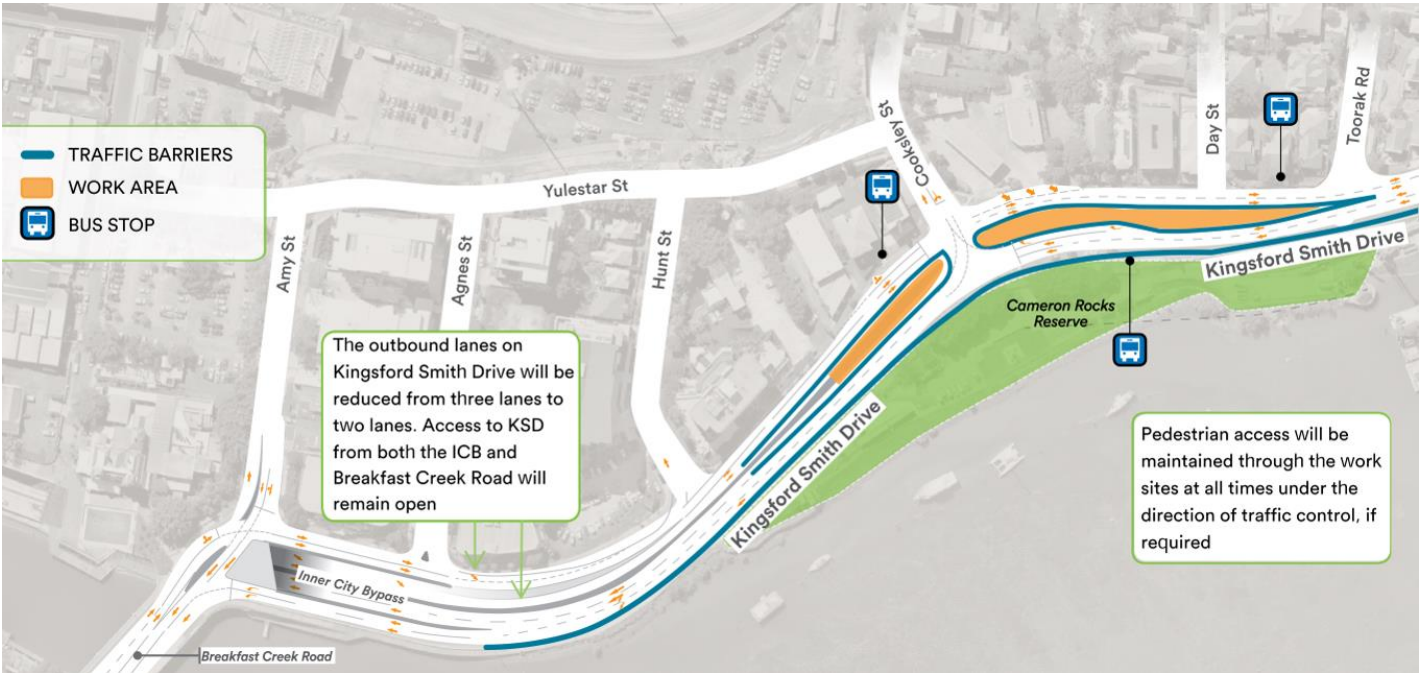 TRAFFIC BARRIERS
WORK AREA
BUS STOP
Amy St
Agnes St
Yulestar St
Hunt St
Cooksley St
Day St
Toorak Rd
Kingsford Smith Drive
Cameron Rocks
Reserve
The outbound lanes on
Kingsford Smith Drive will be
reduced from three lanes to
two lanes. Access to KSD
from both the ICB and
Breakfast Creek Road will
remain open
Kingsford Smith Drive
Pedestrian access will be
maintained through the work
sites at all times under the
direction of traffic control, if
required
Inner City Bypass
Breakfast Creek Road